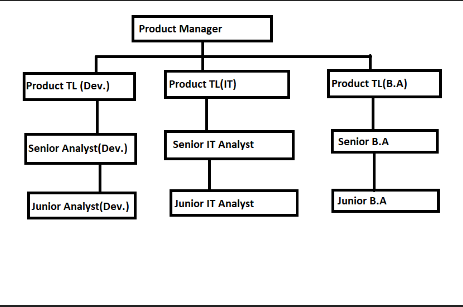 Product Manager
Product TL (Dev.)
Product TL(IT)
Product TL(B.A)
Senior Analyst(Dev.)
Senior IT Analyst
Senior B.A
Junior Analyst(Dev.)
Junior IT Analyst
Junior B.A